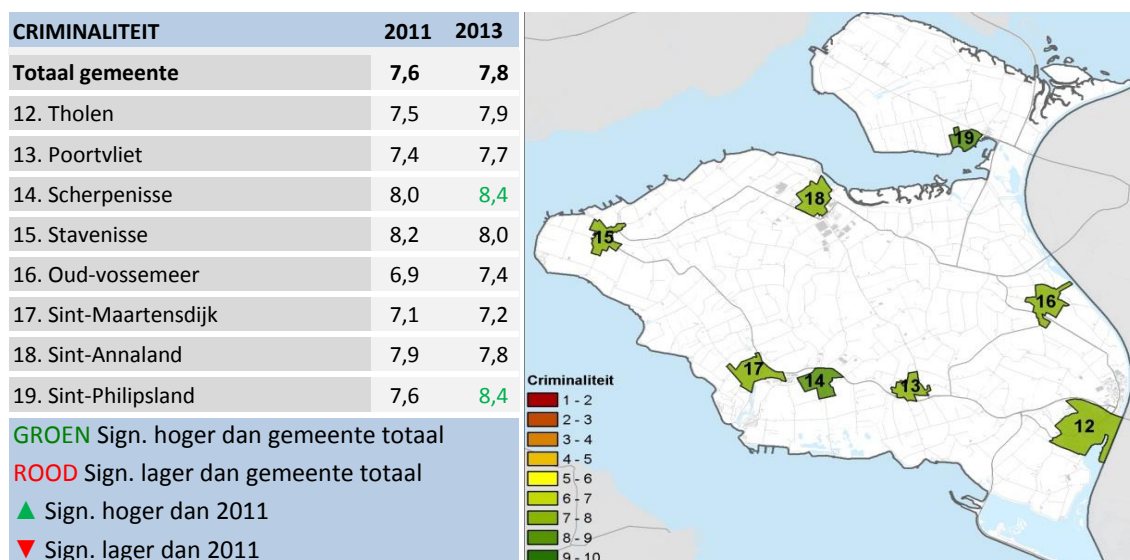 CRIMINALITEIT 2011 2013
Totaal gemeente 7,6 7,8
12. Tholen 7,5 7,9
13. Poortvliet 7,4 7,7
14. Scherpenisse 8,0 8,4
15. Stavenisse 8,2 8,0
16. Oud-vossemeer 6,9 7,4
17. Sint-Maartensdijk 7,1 7,2
18. Sint-Annaland 7,9 7,8
19. Sint-Philipsland 7,6 8,4
GROEN Sign. hoger dan gemeente totaal
ROOD Sign. lager dan gemeente totaal
▲ Sign. hoger dan 2011
▼ Sign. lager dan 2011
19
18
15
16
17
14
13
12
Criminaliteit
1 - 2
2 - 3
3 - 4
4 - 5
5 - 6
6 - 7
7 - 8
8 - 9
9 - 10